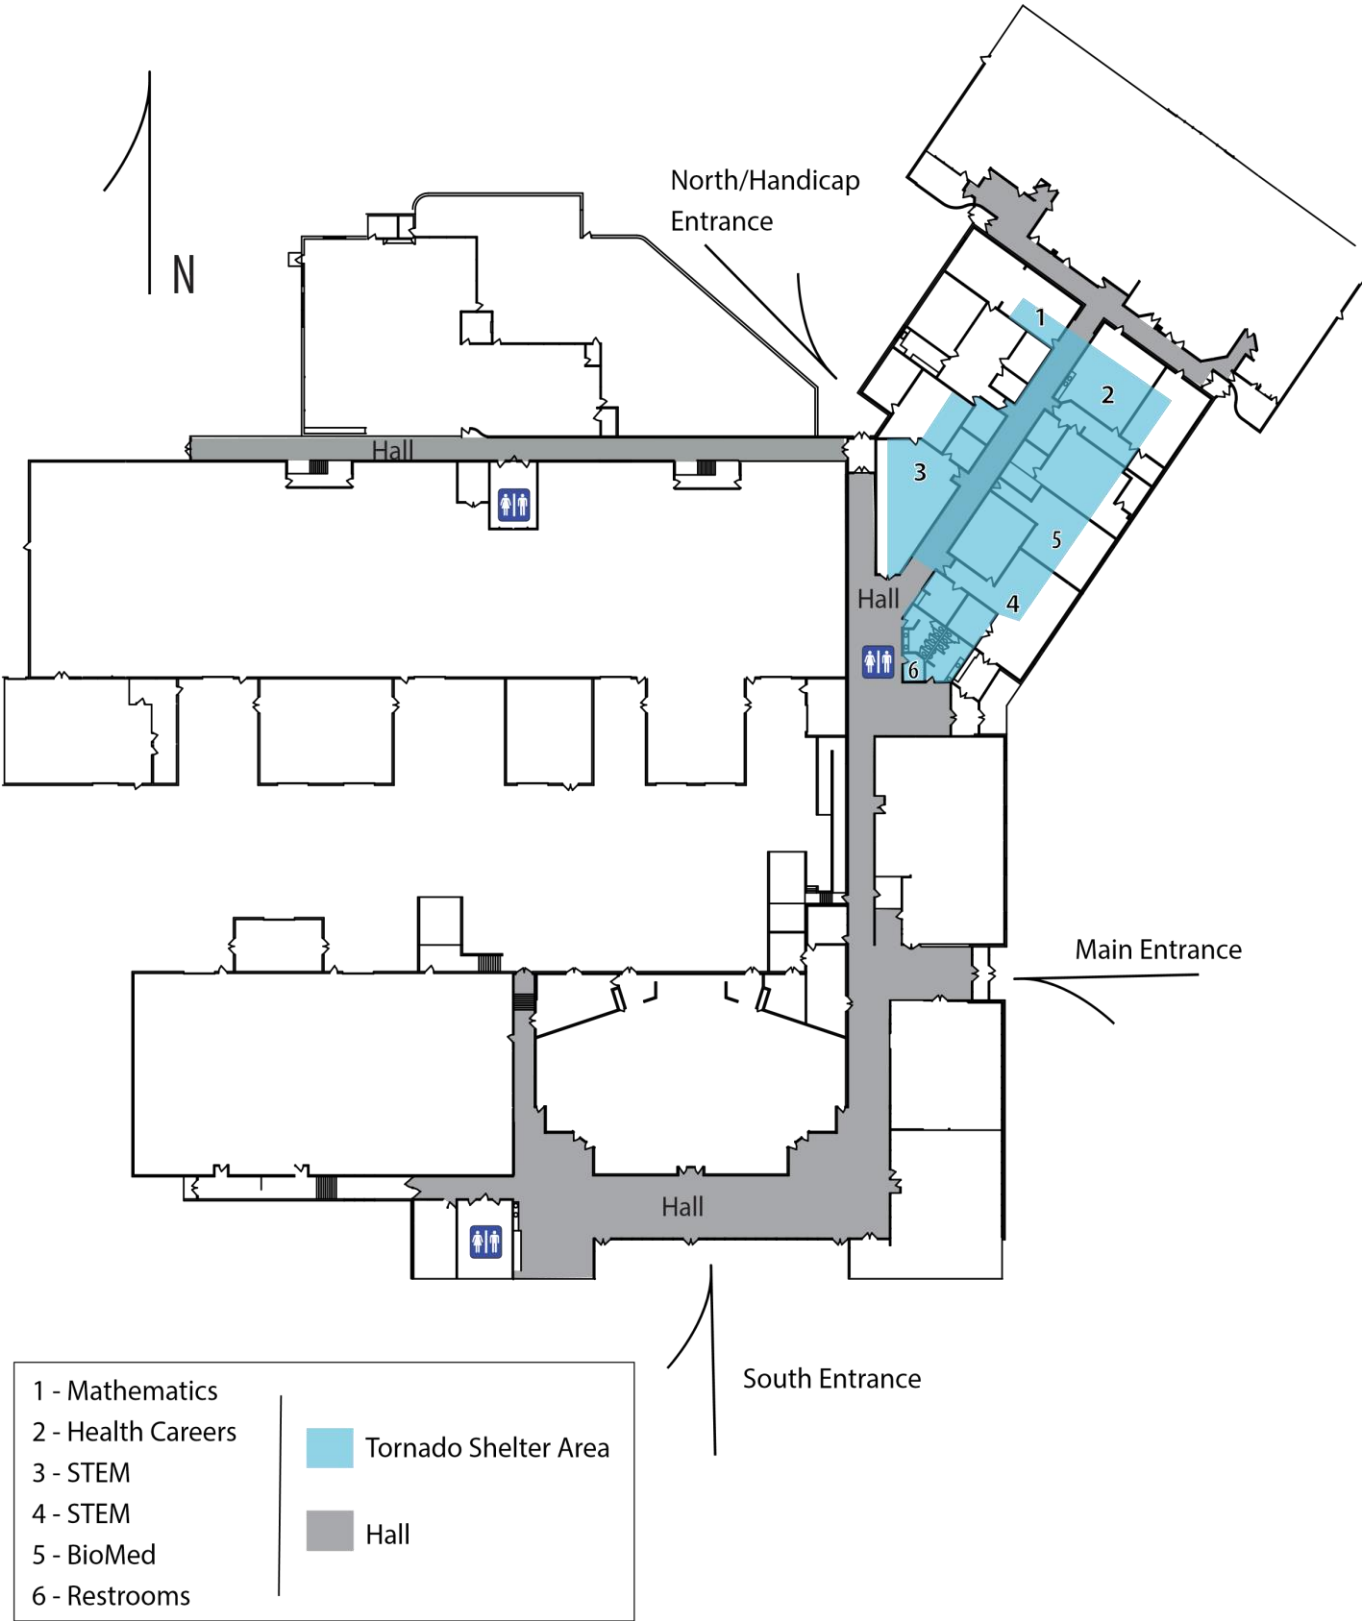 North/Handicap
Entrance
N
1
2
Hall
3
5
Hall
4
6
Main Entrance
Hall
South Entrance
1 - Mathematics
2 - Health Careers
3 - STEM
4 - STEM
5 - BioMed
6 - Restrooms
Tornado Shelter Area
Hall